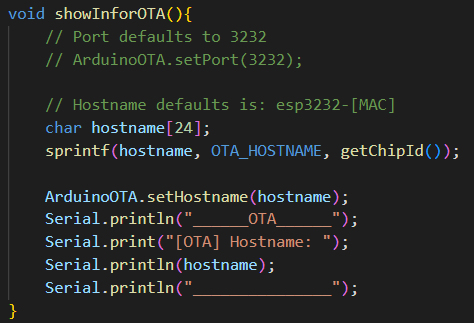 void showInforOTA(){
// Port defaults to 3232
// ArduinoOTA.setPort(3232);
// Hostname defaults is: esp3232-[MAC]
char hostname[24];
sprintf(hostname, OTA_HOSTNAME, getChipId());
ArduinoOTA.setHostname(hostname);
Serial.println("______OTA______");
Serial.print("[OTA] Hostname: ");
Serial.println(hostname);
Serial.println("_______________");
}